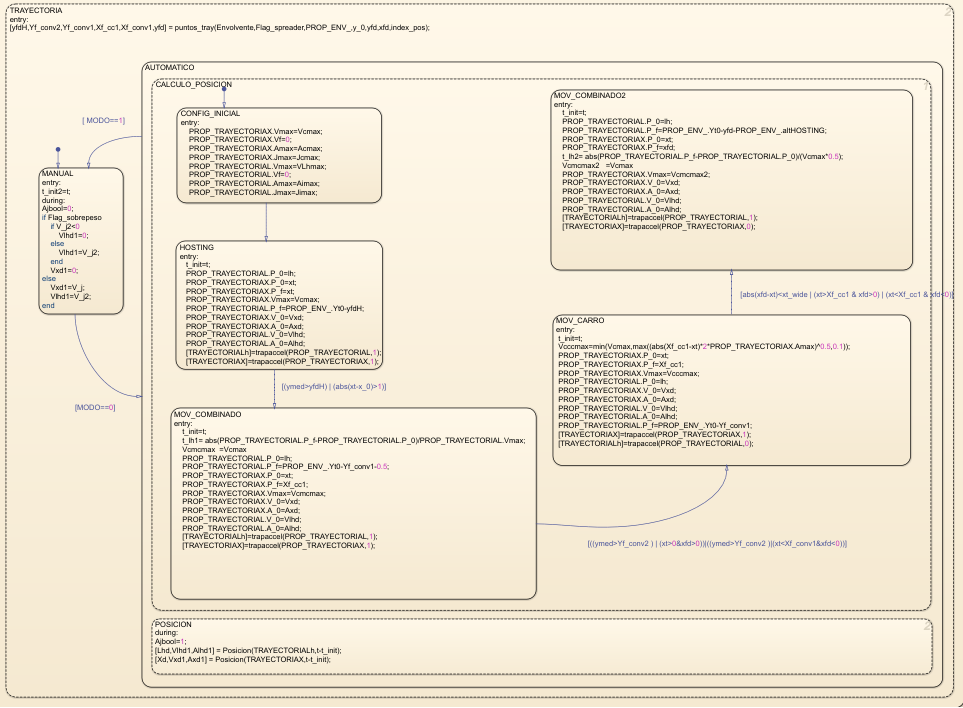 TRAYECTORIA
entry:
[yfdH,Yf_conv2,Yf_conv1,Xf_cc1,Xf_conv1,yfd] = puntos_tray(Envolvente,Flag_spreader,PROP_ENV_,y_0,yfd,xfd,index_pos);
2
AUTOMATICO
CALCULO_POSICION
1
[ MODO==1]
MANUAL
entry:
t_init2=t;
during:
Ajbool=0;
if Flag_sobrepeso
if V_j2<0
Vlhd1=0;
else
Vlhd1=V_j2;
end
Vxd1=0;
else
Vxd1=V_j;
Vlhd1=V_j2;
end
[MODO==0]
CONFIG_INICIAL
entry:
PROP_TRAYECTORIAX.Vmax=Vcmax;
PROP_TRAYECTORIAX.Vf=0;
PROP_TRAYECTORIAX.Amax=Acmax;
PROP_TRAYECTORIAX.Jmax=Jcmax;
PROP_TRAYECTORIAL.Vmax=VLhmax;
PROP_TRAYECTORIAL.Vf=0;
PROP_TRAYECTORIAL.Amax=Aimax;
PROP_TRAYECTORIAL.Jmax=Jimax;
HOSTING
entry:
t_init=t;
PROP_TRAYECTORIAL.P_0=lh;
PROP_TRAYECTORIAX.P_0=xt;
PROP_TRAYECTORIAX.P_f=xt;
PROP_TRAYECTORIAX.Vmax=Vcmax;
PROP_TRAYECTORIAL.P_f=PROP_ENV_.Yt0-yfdH;
PROP_TRAYECTORIAX.V_0=Vxd;
PROP_TRAYECTORIAX.A_0=Axd;
PROP_TRAYECTORIAL.V_0=Vlhd;
PROP_TRAYECTORIAL.A_0=Alhd;
[TRAYECTORIALh]=trapaccel(PROP_TRAYECTORIAL,1);
[TRAYECTORIAX]=trapaccel(PROP_TRAYECTORIAX,1);
[(ymed>yfdH) | (abs(xt-x_0)>1)]
MOV_COMBINADO
entry:
t_init=t;
t_lh1= abs(PROP_TRAYECTORIAL.P_f-PROP_TRAYECTORIAL.P_0)/PROP_TRAYECTORIAL.Vmax;
Vcmcmax =Vcmax
PROP_TRAYECTORIAL.P_0=lh;
PROP_TRAYECTORIAL.P_f=PROP_ENV_.Yt0-Yf_conv1-0.5;
PROP_TRAYECTORIAX.P_0=xt;
PROP_TRAYECTORIAX.P_f=Xf_cc1;
PROP_TRAYECTORIAX.Vmax=Vcmcmax;
PROP_TRAYECTORIAX.V_0=Vxd;
PROP_TRAYECTORIAX.A_0=Axd;
PROP_TRAYECTORIAL.V_0=Vlhd;
PROP_TRAYECTORIAL.A_0=Alhd;
[TRAYECTORIALh]=trapaccel(PROP_TRAYECTORIAL,1);
[TRAYECTORIAX]=trapaccel(PROP_TRAYECTORIAX,1);
MOV_COMBINADO2
entry:
t_init=t;
PROP_TRAYECTORIAL.P_0=lh;
PROP_TRAYECTORIAL.P_f=PROP_ENV_.Yt0-yfd-PROP_ENV_.altHOSTING;
PROP_TRAYECTORIAX.P_0=xt;
PROP_TRAYECTORIAX.P_f=xfd;
t_lh2= abs(PROP_TRAYECTORIAL.P_f-PROP_TRAYECTORIAL.P_0)/(Vcmax*0.5);
Vcmcmax2 =Vcmax
PROP_TRAYECTORIAX.Vmax=Vcmcmax2;
PROP_TRAYECTORIAX.V_0=Vxd;
PROP_TRAYECTORIAX.A_0=Axd;
PROP_TRAYECTORIAL.V_0=Vlhd;
PROP_TRAYECTORIAL.A_0=Alhd;
[TRAYECTORIALh]=trapaccel(PROP_TRAYECTORIAL,1);
[TRAYECTORIAX]=trapaccel(PROP_TRAYECTORIAX,0);
[abs(xfd-xt)<xt_wide | (xt>Xf_cc1 & xfd>0) | (xt<Xf_cc1 & xfd<0)]
MOV_CARRO
entry:
t_init=t;
Vcccmax=min(Vcmax,max((abs(Xf_cc1-xt)*2*PROP_TRAYECTORIAX.Amax)^0.5,0.1));
PROP_TRAYECTORIAX.P_0=xt;
PROP_TRAYECTORIAX.P_f=Xf_cc1;
PROP_TRAYECTORIAX.Vmax=Vcccmax;
PROP_TRAYECTORIAL.P_0=lh;
PROP_TRAYECTORIAX.V_0=Vxd;
PROP_TRAYECTORIAX.A_0=Axd;
PROP_TRAYECTORIAL.V_0=Vlhd;
PROP_TRAYECTORIAL.A_0=Alhd;
PROP_TRAYECTORIAL.P_f=PROP_ENV_.Yt0-Yf_conv1;
[TRAYECTORIAX]=trapaccel(PROP_TRAYECTORIAX,1);
[TRAYECTORIALh]=trapaccel(PROP_TRAYECTORIAL,0);
[((ymed>Yf_conv2 ) | (xt>0&xfd>0))|((ymed>Yf_conv2 )|(xt<Xf_conv1&xfd<0))]
POSICION
2
during:
Ajbool=1;
[Lhd,Vlhd1,Alhd1] = Posicion(TRAYECTORIALh,t-t_init);
[Xd,Vxd1,Axd1] = Posicion(TRAYECTORIAX,t-t_init);